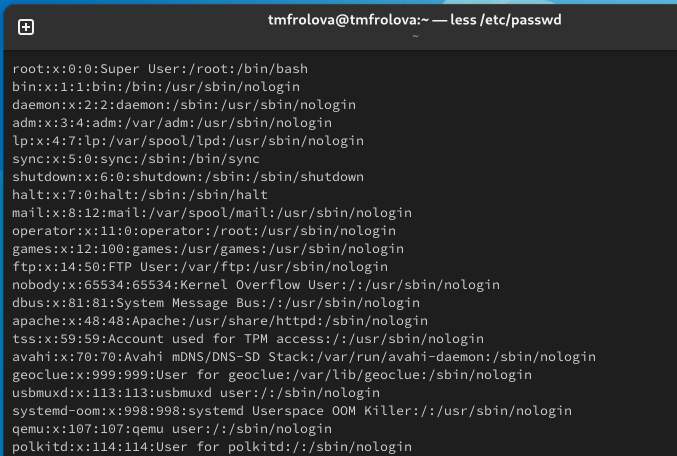 tmfrolova@tmfrolova:~ — less /etc/passwd
~
root:x:0:0:Super User:/root:/bin/bash
bin:x:1:1:bin:/bin:/usr/sbin/nologin
daemon:x:2:2:daemon:/sbin:/usr/sbin/nologin
adm:x:3:4:adm:/var/adm:/usr/sbin/nologin
lp:x:4:7:lp:/var/spool/lpd:/usr/sbin/nologin
sync:x:5:0:sync:/sbin:/bin/sync
shutdown:x:6:0:shutdown:/sbin:/sbin/shutdown
halt:x:7:0:halt:/sbin:/sbin/halt
mail:x:8:12:mail:/var/spool/mail:/usr/sbin/nologin
operator:x:11:0:operator:/root:/usr/sbin/nologin
games:x:12:100:games:/usr/games:/usr/sbin/nologin
ftp:x:14:50:FTP User:/var/ftp:/usr/sbin/nologin
nobody:x:65534:65534:Kernel Overflow User:/:/usr/sbin/nologin
dbus:x:81:81:System Message Bus:/:/usr/sbin/nologin
apache:x:48:48:Apache:/usr/share/httpd:/sbin/nologin
tss:x:59:59:Account used for TPM access:/:/usr/sbin/nologin
avahi:x:70:70:Avahi mDNS/DNS-SD Stack:/var/run/avahi-daemon:/sbin/nologin
geoclue:x:999:999:User for geoclue:/var/lib/geoclue:/sbin/nologin
usbmuxd:x:113:113:usbmuxd user:/:/sbin/nologin
systemd-oom:x:998:998:systemd Userspace OOM Killer:/:/usr/sbin/nologin
qemu:x:107:107:qemu user:/:/sbin/nologin
polkitd:x:114:114:User for polkitd:/:/sbin/nologin